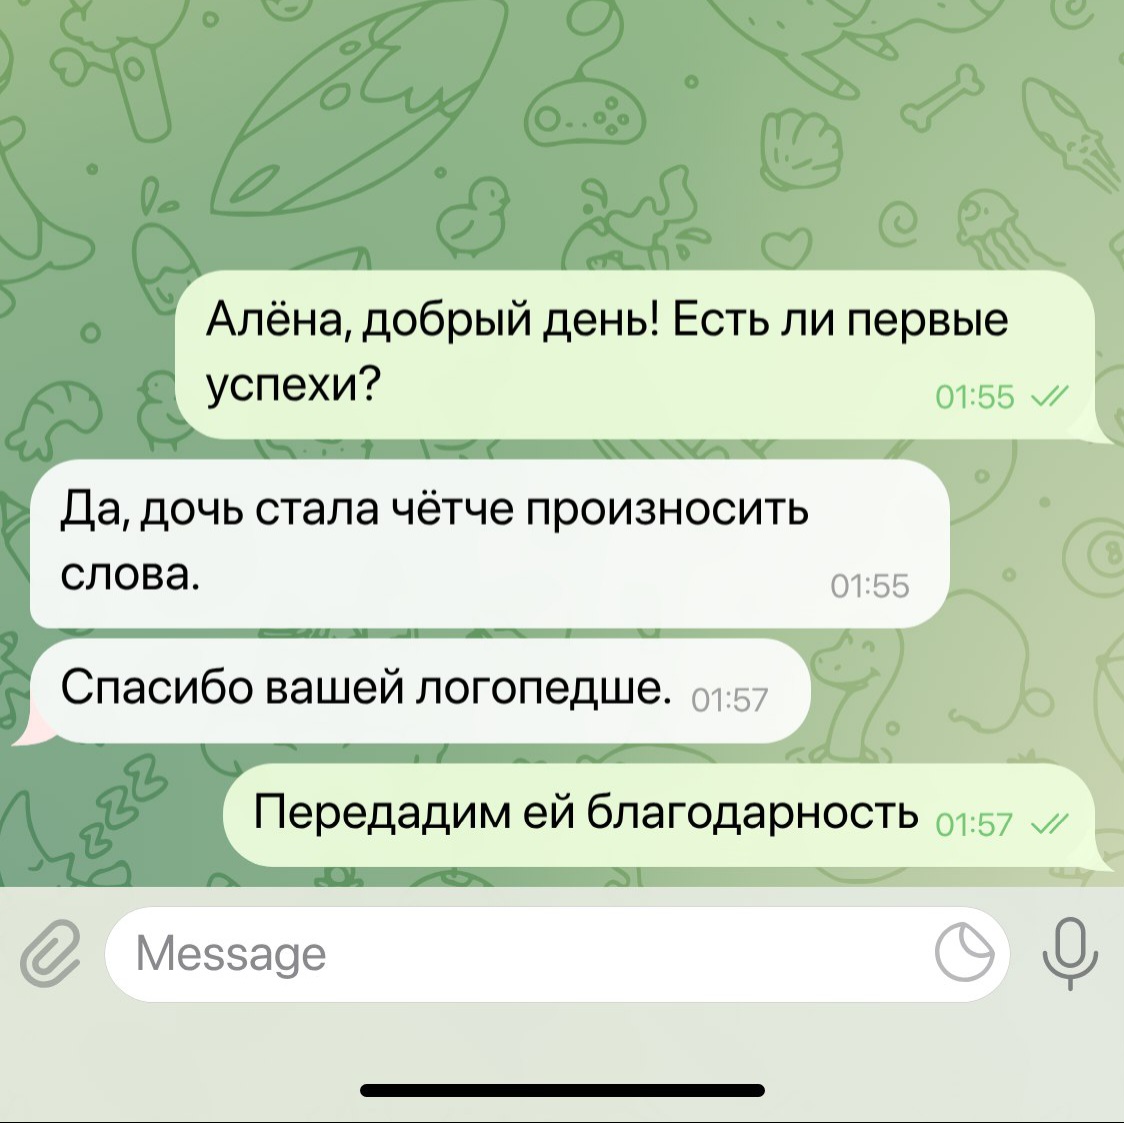 Алёна, добрый день! Есть ли первые
успехи?
01:55
Да, дочь стала чётче произносить
слова.
01:55
Спасибо вашей логопедше. 01:57
Передадим ей благодарность 01:57
Message